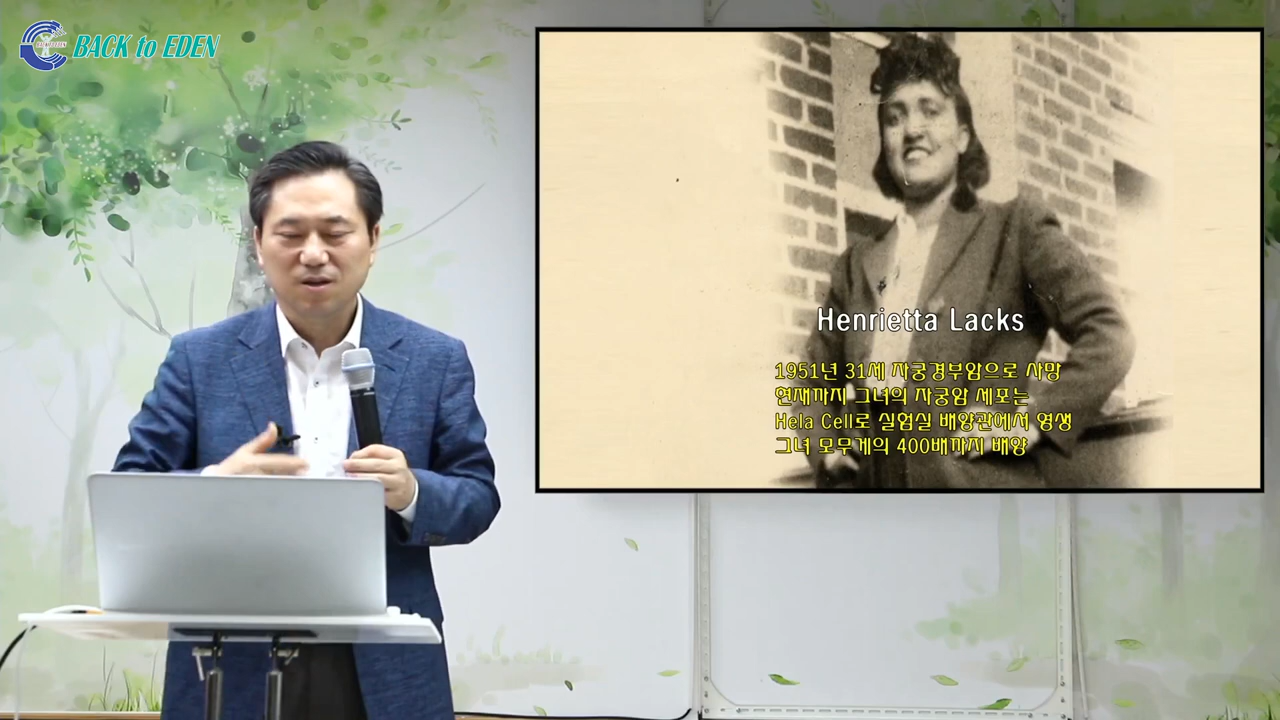 BACK to EDEN
Henrietta Lacks
1951년 31세 자궁경부암으로 사망
현재까지 그녀의 자궁암 세포는
Hela Cell로 실험실 배양관에서 영생
그녀 모무게의 400배까지 배양